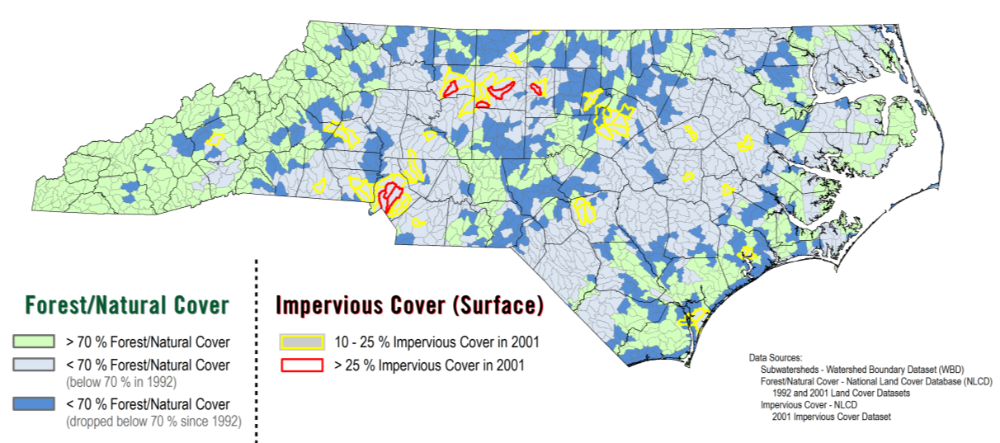 Forest/Natural Cover
> 70 % Forest/Natural Cover
< 70 % Forest/Natural Cover
(below 70 % in 1992)
< 70 % Forest/Natural Cover
(dropped below 70 % since 1992)
Impervious Cover (Surface)
10 - 25 % Impervious Cover in 2001
> 25 % Impervious Cover in 2001
Data Sources:
Subwatersheds - Watershed Boundary Dataset (WBD)
Forest/Natural Cover - National Land Cover Database (NLCD)
1992 and 2001 Land Cover Datasets
Impervious Cover - NLCD
2001 Impervious Cover Dataset